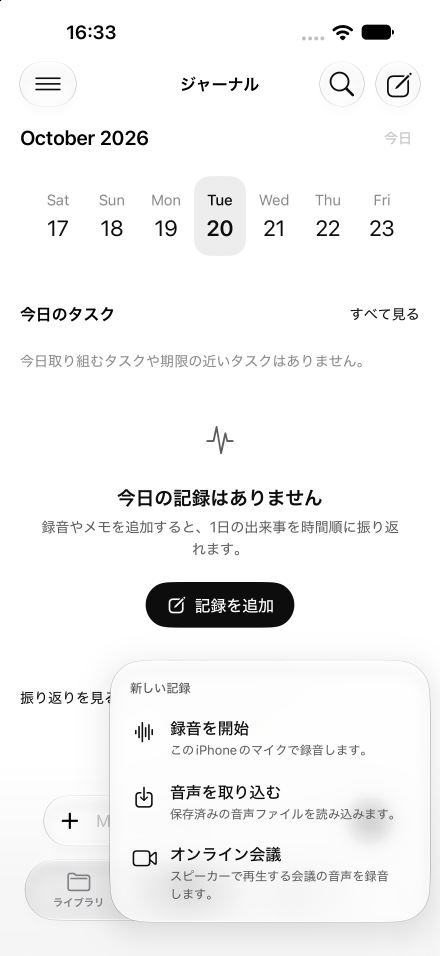 16:33
ジャーナル
October 2026
今日
Sat Sun Mon Tue Wed Thu Fri
17 18 19 20 21 22 23
今日のタスク
すべて見る
今日取り組むタスクや期限の近いタスクはありません。
今日の記録はありません
録音やメモを追加すると、1日の出来事を時間順に振り返
れます。
記録を追加
振り返りを見る
新しい記録
録音を開始
このiPhoneのマイクで録音します。
音声を取り込む
保存済みの音声ファイルを読み込みます。
オンライン会議
スピーカーで再生する会議の音声を録音
します。
M
ライブラリ